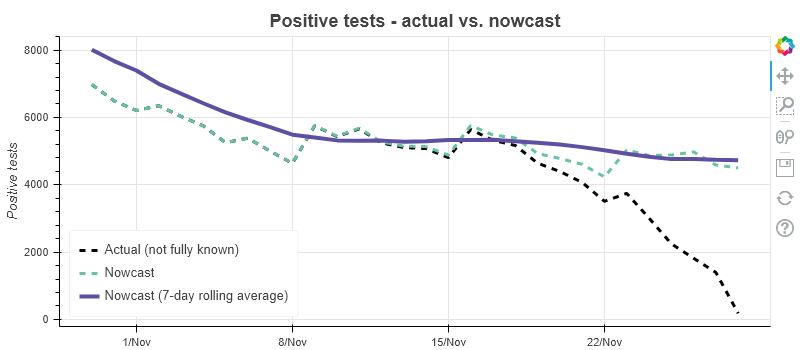 Positive tests - actual vs. nowcast
Positive tests
8000
6000
4000
2000
0
Actual (not fully known)
Nowcast
Nowcast (7-day rolling average)
1/Nov
8/Nov
15/Nov
22/Nov